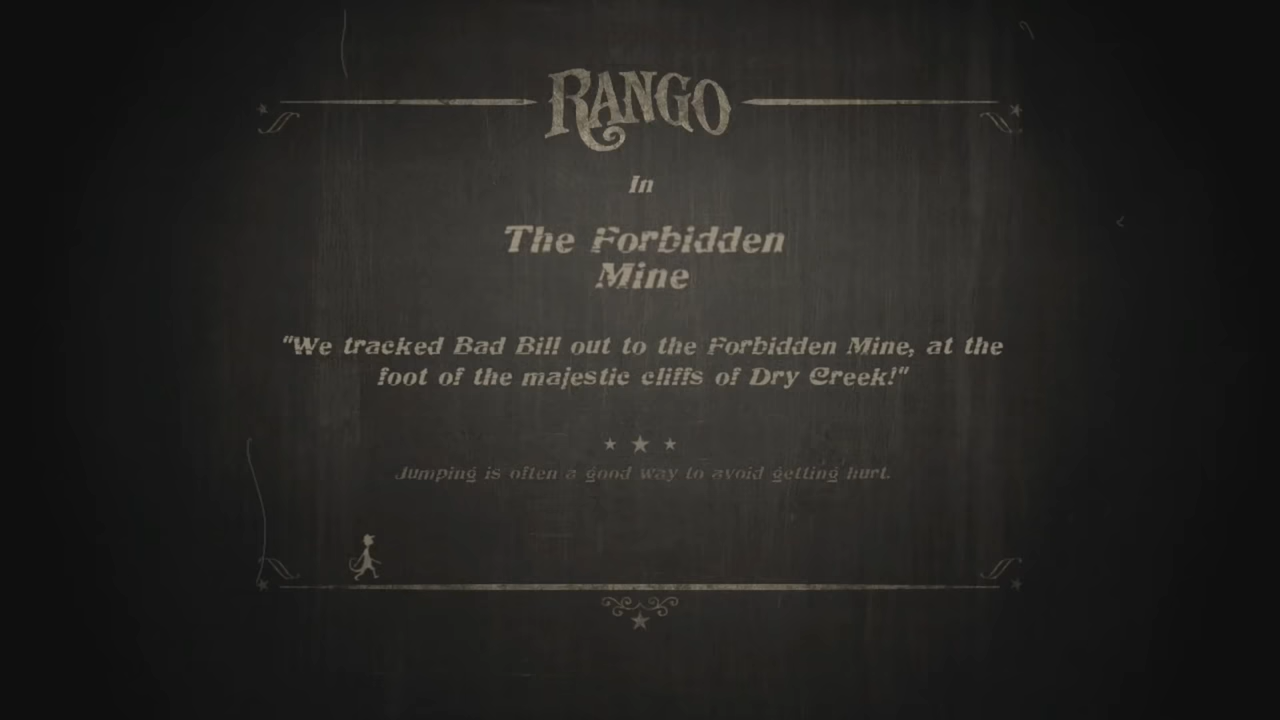 RANGO
In
The Forbidden
Mine
"We tracked Bad Bill out to the Forbidden Mine, at the
foot of the majestic cliffs of Dry Creek!"
Jumping is often a good way to avoid getting hurt.